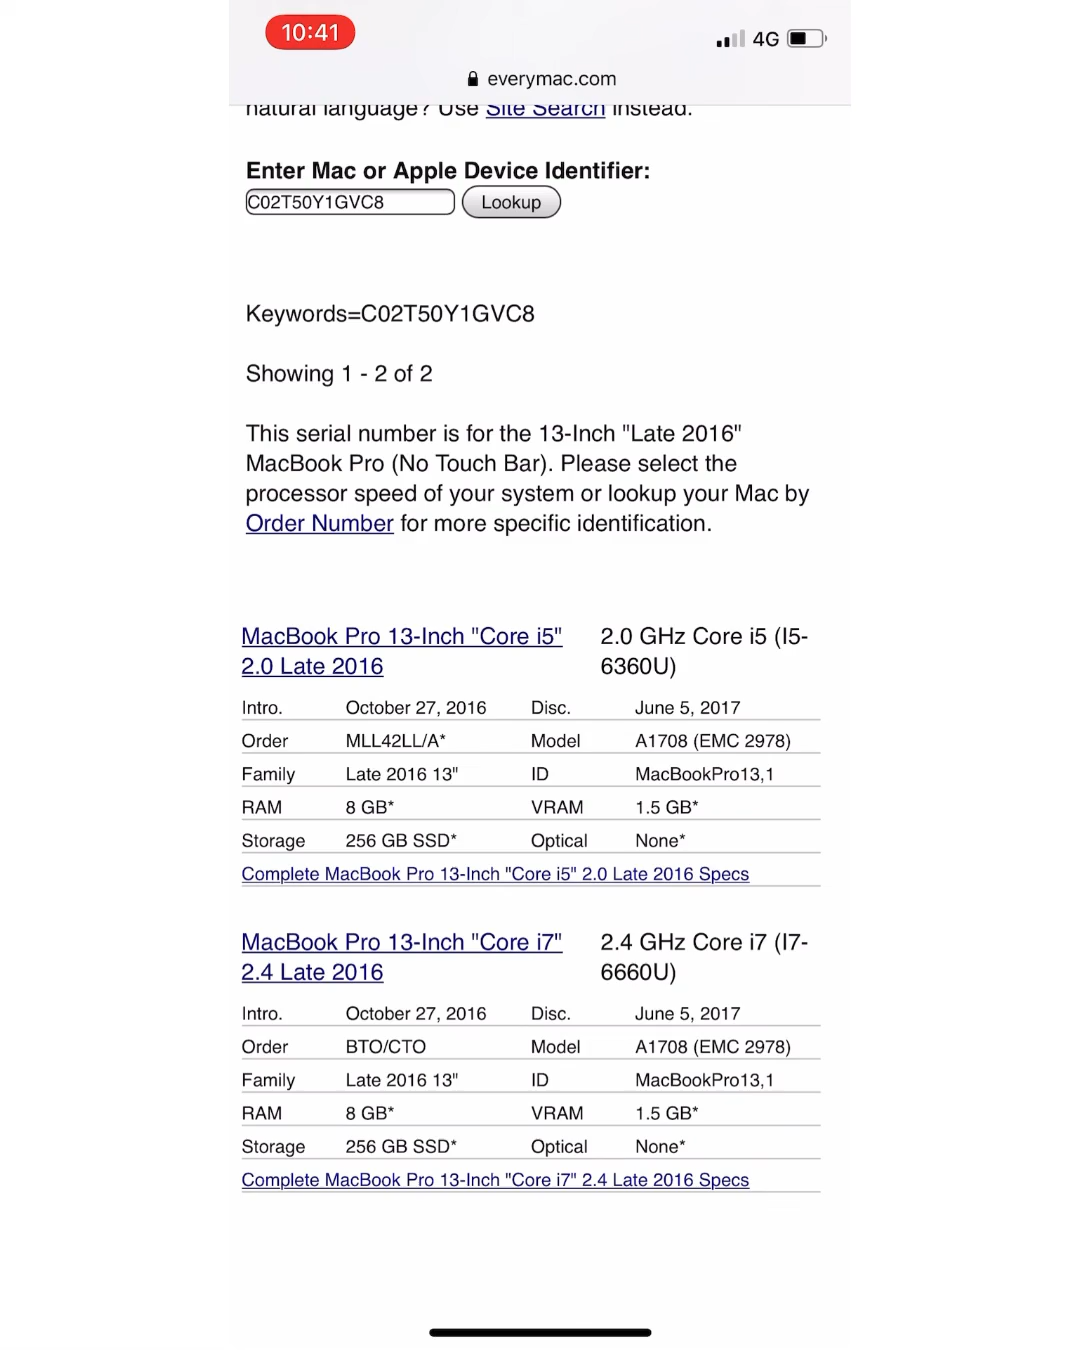 10:41
4G
everymac.com
natural language? Use Site Search instead.
Enter Mac or Apple Device Identifier:
C02T50Y1GVC8 Lookup
Keywords=C02T50Y1GVC8
Showing 1 - 2 of 2
This serial number is for the 13-Inch "Late 2016"
MacBook Pro (No Touch Bar). Please select the
processor speed of your system or lookup your Mac by
Order Number for more specific identification.
MacBook Pro 13-Inch "Core i5" 2.0 GHz Core i5 (I5-
2.0 Late 2016 6360U)
Intro. October 27, 2016 Disc. June 5, 2017
Order MLL42LL/A* Model A1708 (EMC 2978)
Family Late 2016 13" ID MacBookPro13,1
RAM 8 GB* VRAM 1.5 GB*
Storage 256 GB SSD* Optical None*
Complete MacBook Pro 13-Inch "Core i5" 2.0 Late 2016 Specs
MacBook Pro 13-Inch "Core i7" 2.4 GHz Core i7 (I7-
2.4 Late 2016 6660U)
Intro. October 27, 2016 Disc. June 5, 2017
Order BTO/CTO Model A1708 (EMC 2978)
Family Late 2016 13" ID MacBookPro13,1
RAM 8 GB* VRAM 1.5 GB*
Storage 256 GB SSD* Optical None*
Complete MacBook Pro 13-Inch "Core i7" 2.4 Late 2016 Specs